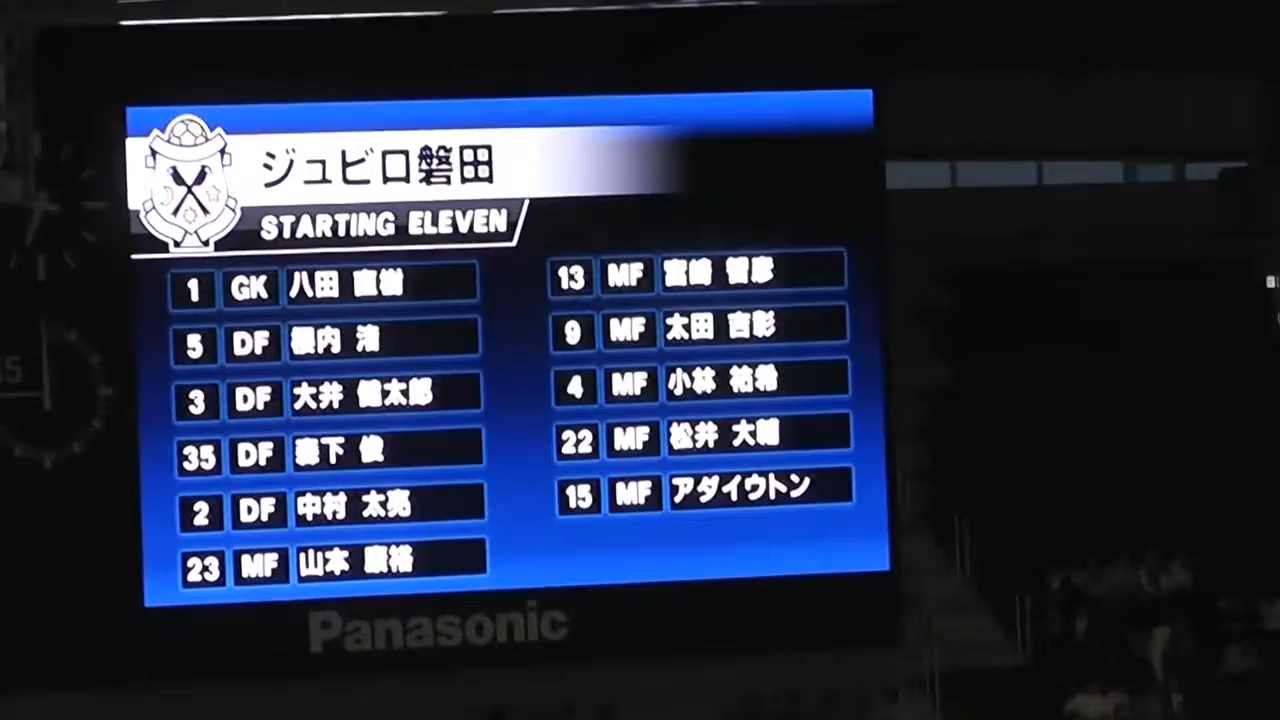 ジュビロ磐田
STARTING ELEVEN
1 GK 八田 直樹
5 DF 櫻内 渚
3 DF 大井 健太郎
35 DF 森下 俊
2 DF 中村 太亮
23 MF 山本 康裕
13 MF 宮崎 智彦
9 MF 太田 吉彰
4 MF 小林 祐希
22 MF 松井 大輔
15 MF アダイウトン
Panasonic